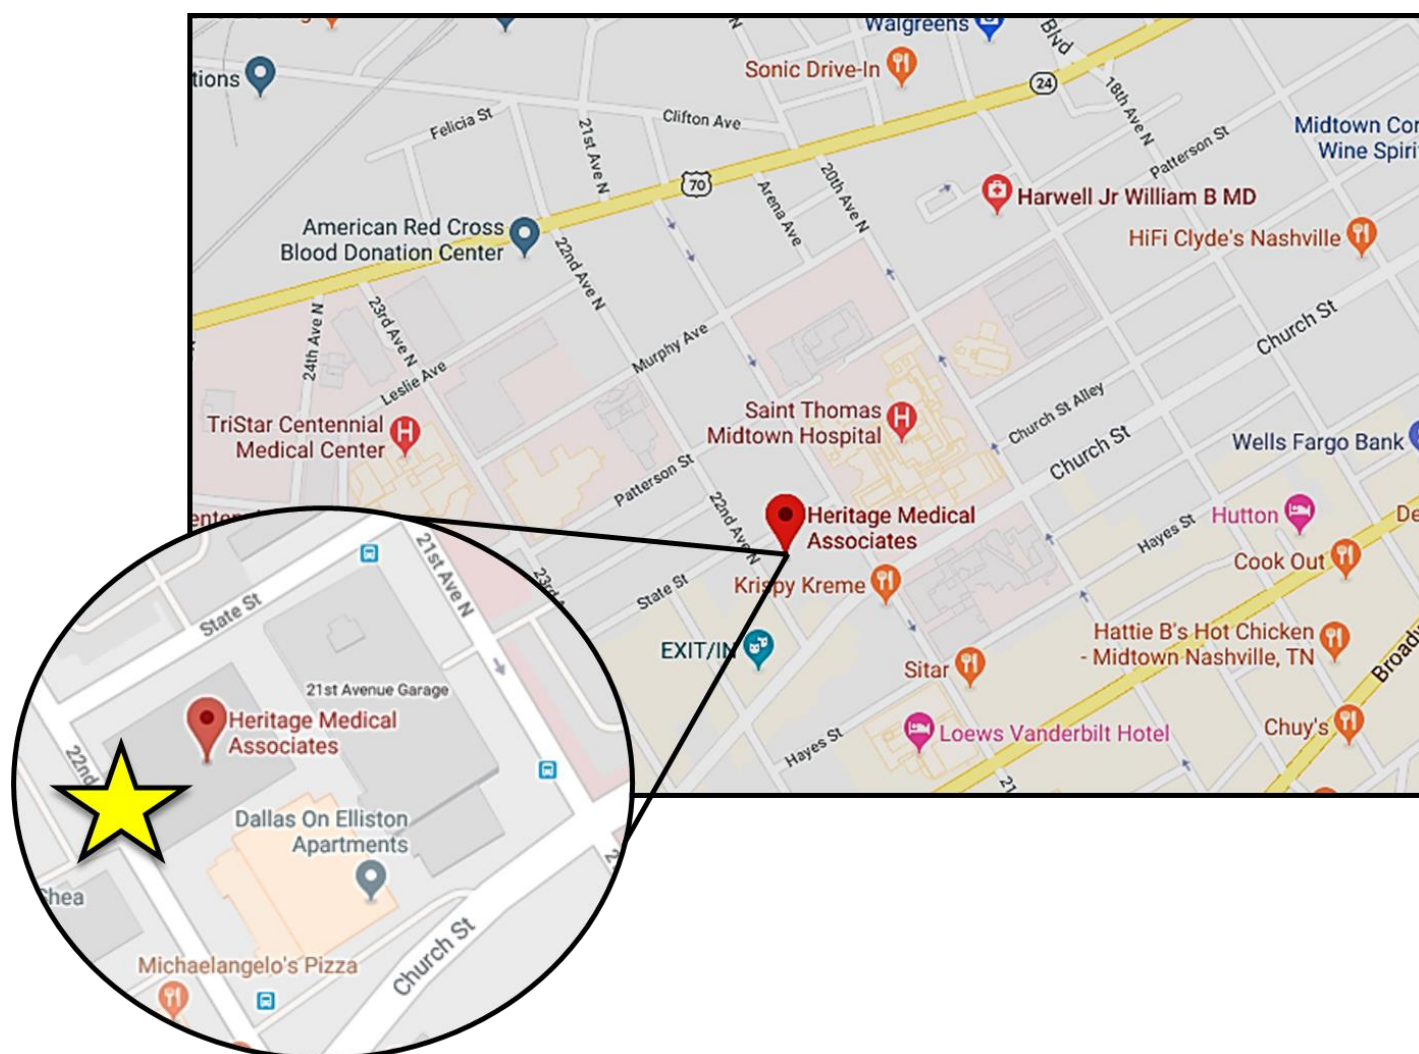 Walgreens
Blvd
Sonic Drive-In
24
tions
18th Ave N
Felicia St
Clifton Ave
Midtown Cor
Wine Spirit
21st Ave N
Patterson St
70
Arena Ave
20th Ave N
Harwell Jr William B MD
American Red Cross
Blood Donation Center
HiFi Clyde's Nashville
22nd Ave N
23rd Ave N
24th Ave N
Murphy Ave
Church St
Leslie Ave
TriStar Centennial
Medical Center
H
Saint Thomas
Midtown Hospital
H
Church St Alley
Church St
Wells Fargo Bank
Patterson St
22nd Ave N
Heritage Medical
Associates
Hutton
De
Hayes St
Cook Out
23rd A
State St
Krispy Kreme
EXIT/IN
Hattie B's Hot Chicken
- Midtown Nashville, TN
Sitar
Broad
Loews Vanderbilt Hotel
Chuy's
Hayes St
21
21st Ave N
State St
21st Avenue Garage
Heritage Medical
Associates
22nd
Dallas On Elliston
Apartments
Shea
Church St
Michaelangelo's Pizza